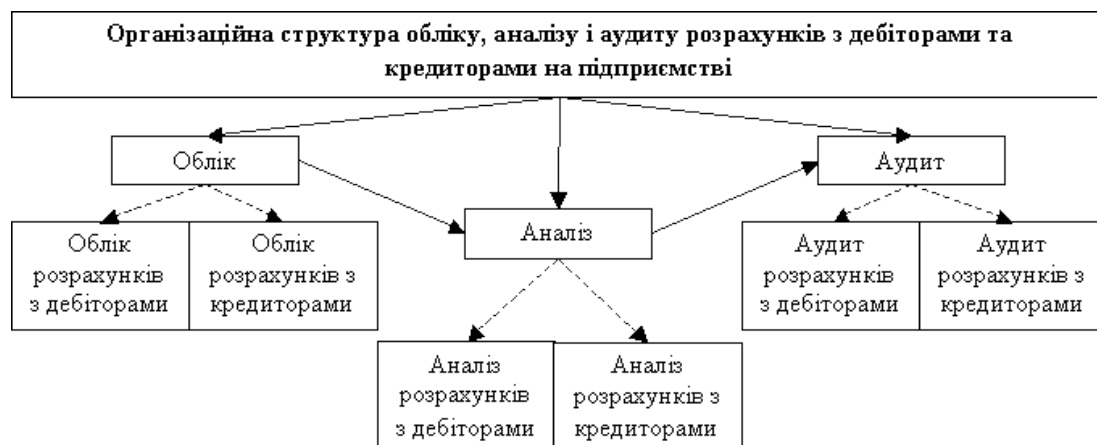 Організаційна структура обліку, аналізу і аудиту розрахунків з дебіторами та
кредиторами на підприємстві
Облік
Аудит
Аналіз
Облік
розрахунків
з дебіторами
Облік
розрахунків з
кредиторами
Аудит
розрахунків
з дебіторами
Аудит
розрахунків з
кредиторами
Аналіз
розрахунків
з дебіторами
Аналіз
розрахунків з
кредиторами